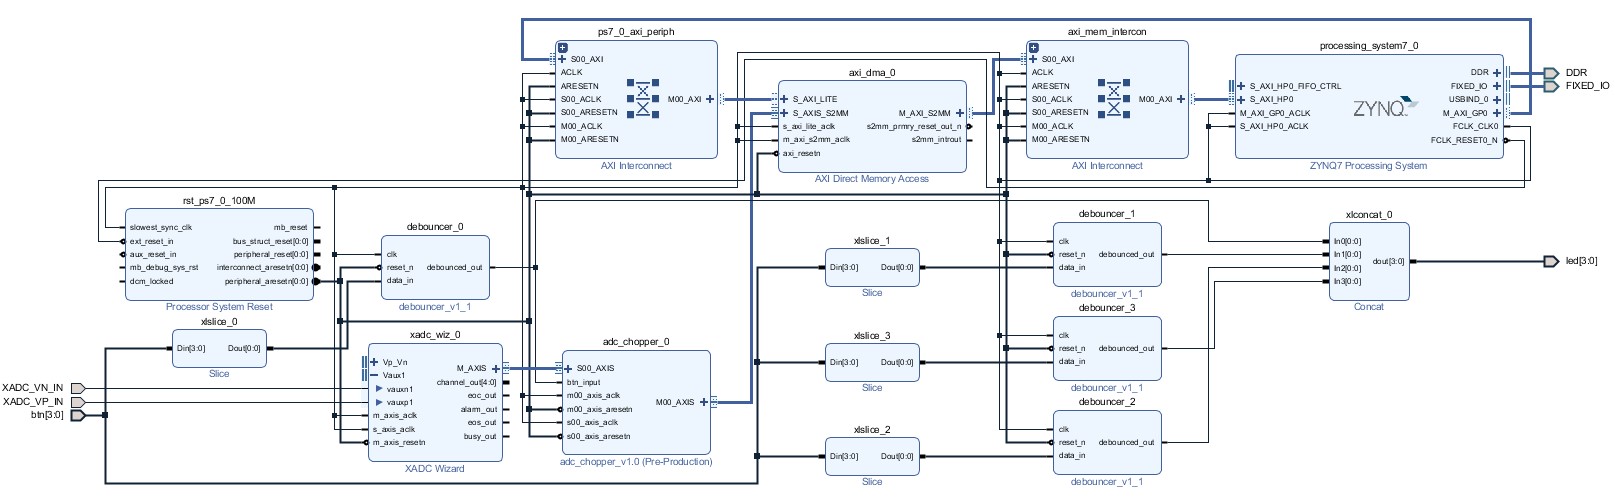 ps7_0_axi_periph
S00_AXI
ACLK
ARESETN
S00_ACLK
S00_ARESETN
M00_ACLK
M00_ARESETN
M00_AXI
AXI Interconnect
axi_dma_0
S_AXI_LITE
S_AXIS_S2MM
s_axi_lite_aclk
m_axi_s2mm_aclk
axi_resetn
M_AXI_S2MM
s2mm_prmry_reset_out_n
s2mm_introut
AXI Direct Memory Access
axi_mem_intercon
S00_AXI
ACLK
ARESETN
S00_ACLK
S00_ARESETN
M00_ACLK
M00_ARESETN
M00_AXI
AXI Interconnect
processing_system7_0
S_AXI_HP0_FIFO_CTRL
S_AXI_HP0
M_AXI_GP0_ACLK
S_AXI_HP0_ACLK
ZYNQ
DDR
FIXED_IO
USBIND_0
M_AXI_GP0
FCLK_CLK0
FCLK_RESET0_N
ZYNQ7 Processing System
DDR
FIXED_IO
rst_ps7_0_100M
slowest_sync_clk
ext_reset_in
aux_reset_in
mb_debug_sys_rst
dcm_locked
mb_reset
bus_struct_reset[0:0]
peripheral_reset[0:0]
interconnect_aresetn[0:0]
peripheral_aresetn[0:0]
Processor System Reset
debouncer_0
clk
reset_n
data_in
debounced_out
debouncer_v1_1
xlslice_1
Din[3:0]
Dout[0:0]
Slice
debouncer_1
clk
reset_n
data_in
debounced_out
debouncer_v1_1
xlconcat_0
In0[0:0]
In1[0:0]
In2[0:0]
In3[0:0]
dout[3:0]
Concat
led[3:0]
xlslice_0
Din[3:0]
Dout[0:0]
Slice
xadc_wiz_0
Vp_Vn
Vaux1
vauxn1
vauxp1
m_axis_aclk
s_axis_aclk
m_axis_resetn
M_AXIS
channel_out[4:0]
eoc_out
alarm_out
eos_out
busy_out
XADC Wizard
adc_chopper_0
S00_AXIS
btn_input
m00_axis_aclk
m00_axis_aresetn
s00_axis_aclk
s00_axis_aresetn
M00_AXIS
adc_chopper_v1.0 (Pre-Production)
xlslice_3
Din[3:0]
Dout[0:0]
Slice
debouncer_3
clk
reset_n
data_in
debounced_out
debouncer_v1_1
XADC_VN_IN
XADC_VP_IN
btn[3:0]
xlslice_2
Din[3:0]
Dout[0:0]
Slice
debouncer_2
clk
reset_n
data_in
debounced_out
debouncer_v1_1